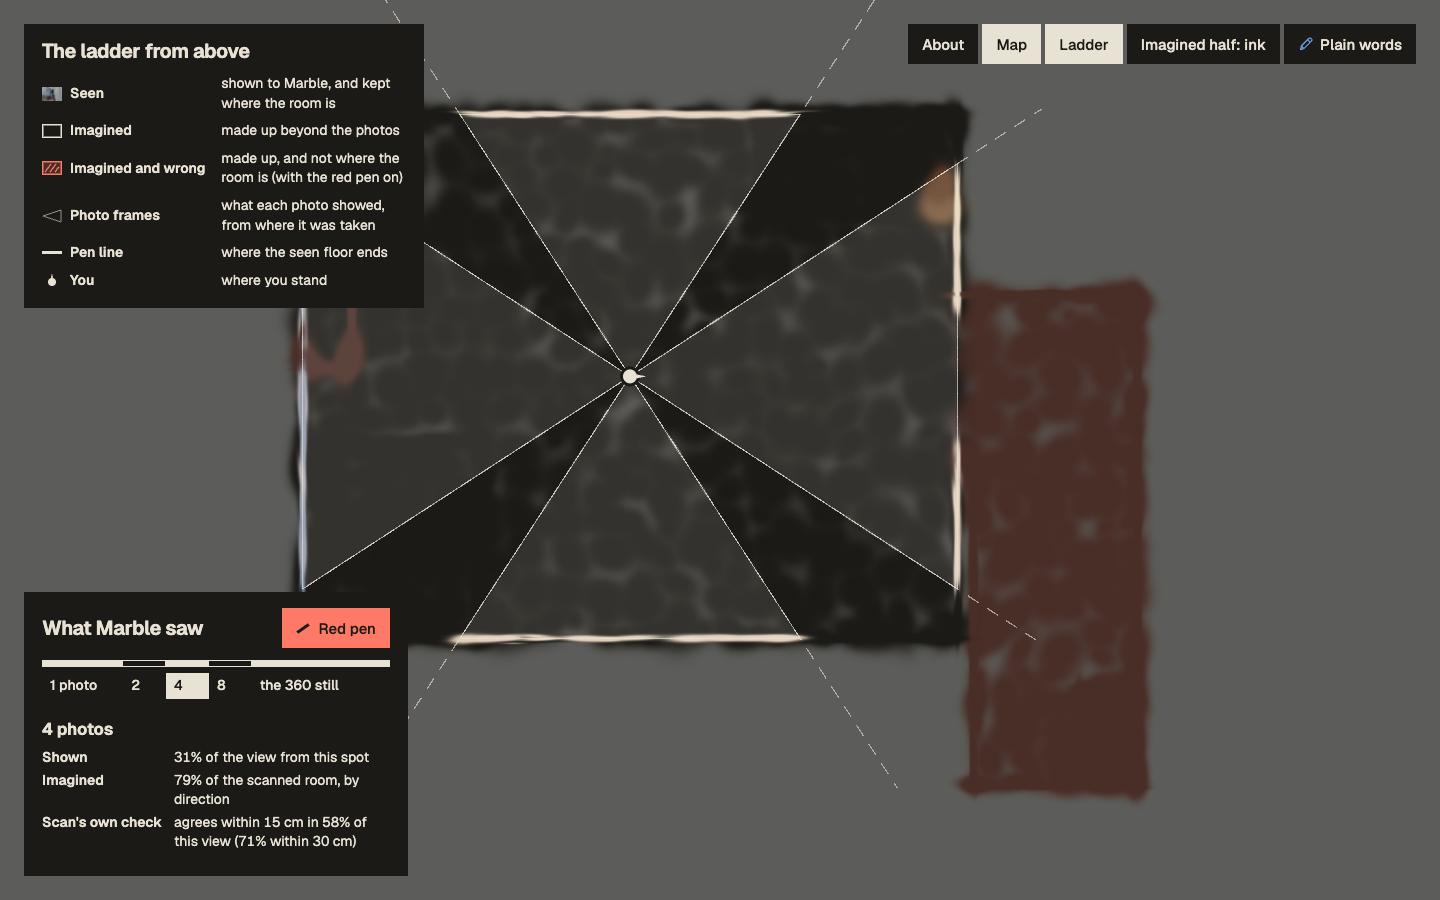 The ladder from above
Seen
shown to Marble, and kept
where the room is
Imagined
made up beyond the photos
Imagined and wrong
made up, and not where the
room is (with the red pen on)
Photo frames
what each photo showed,
from where it was taken
Pen line
where the seen floor ends
You
where you stand
About
Map
Ladder
Imagined half: ink
Plain words
What Marble saw
Red pen
1 photo
2
4
8
the 360 still
4 photos
Shown
31% of the view from this spot
Imagined
79% of the scanned room, by
direction
Scan's own check
agrees within 15 cm in 58% of
this view (71% within 30 cm)